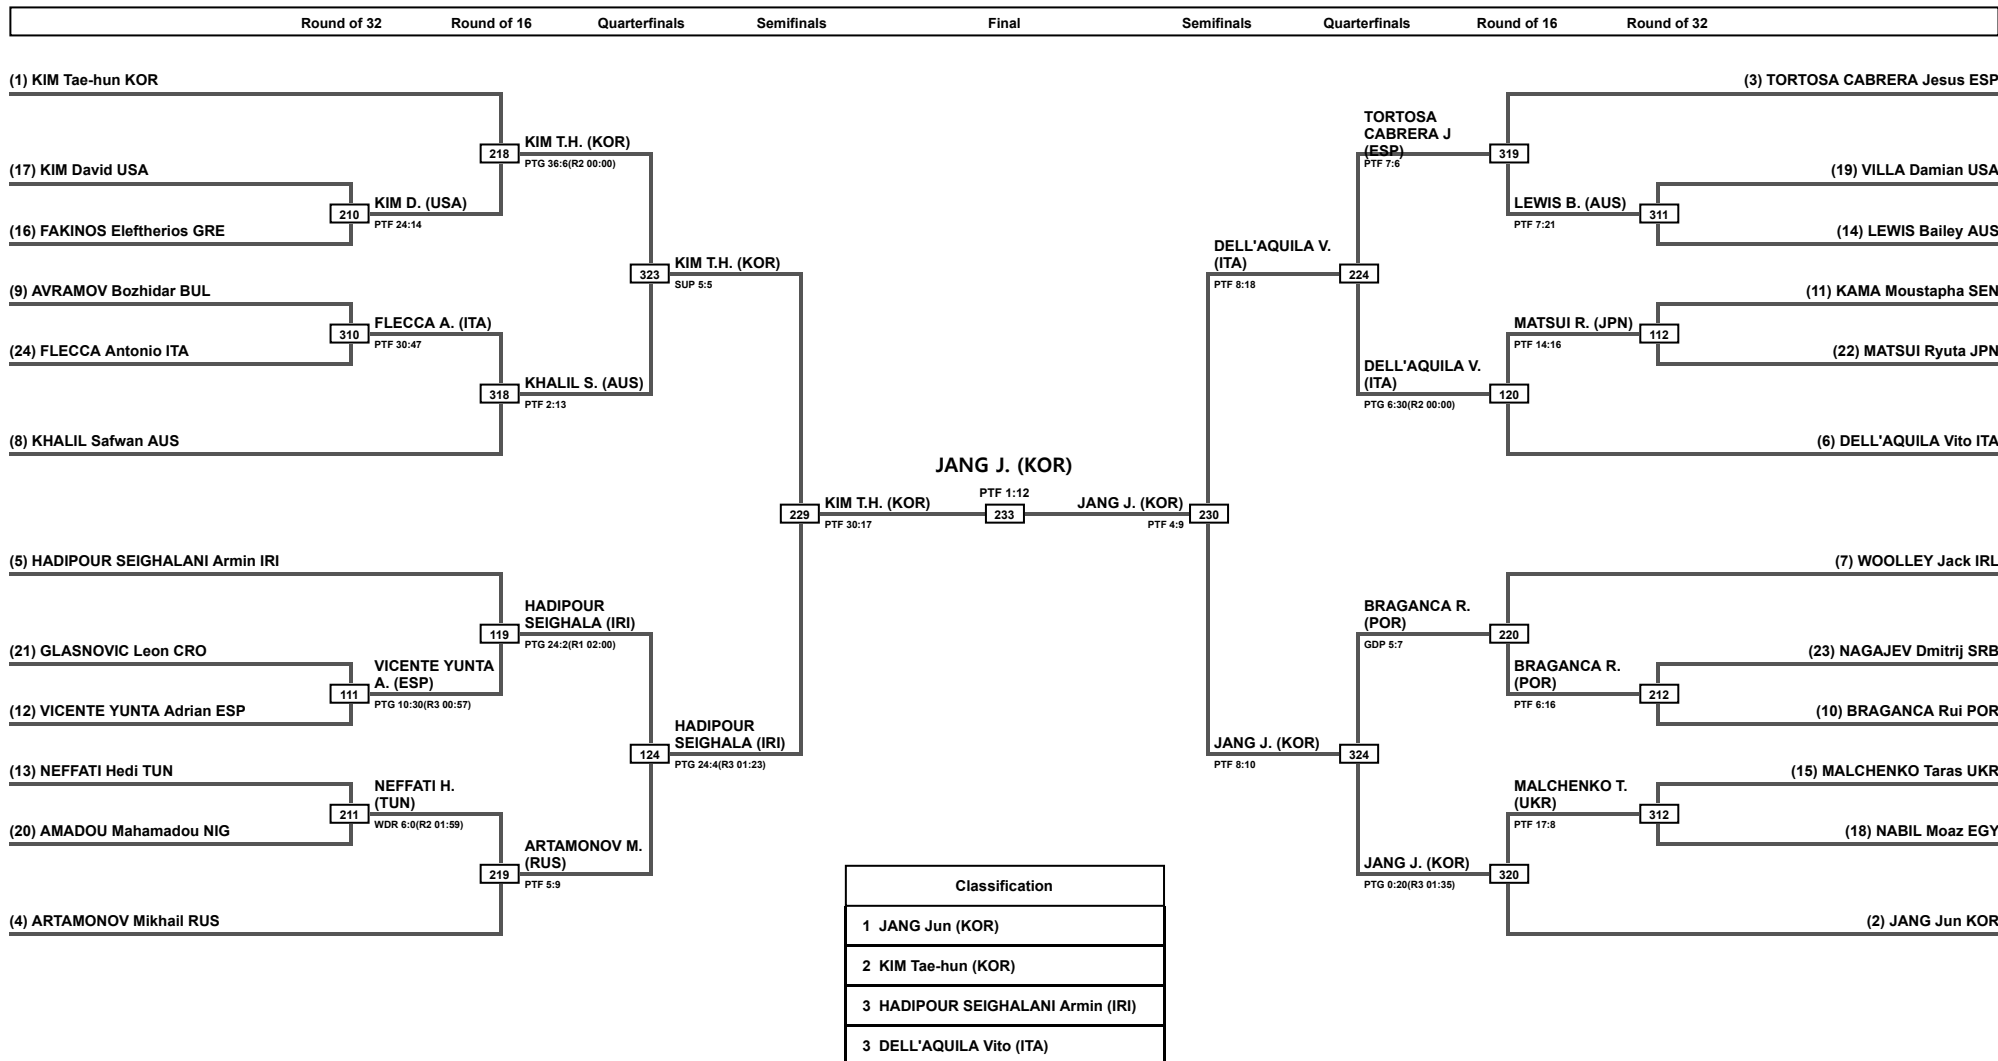 Round of 32 Round of 16 Quarterfinals Semifinals Final Semifinals Quarterfinals Round of 16 Round of 32
(1) KIM Tae-hun KOR
(17) KIM David USA
(16) FAKINOS Eleftherios GRE
(9) AVRAMOV Bozhidar BUL
(24) FLECCA Antonio ITA
(8) KHALIL Safwan AUS
(5) HADIPOUR SEIGHALANI Armin IRI
(21) GLASNOVIC Leon CRO
(12) VICENTE YUNTA Adrian ESP
(13) NEFFATI Hedi TUN
(20) AMADOU Mahamadou NIG
(4) ARTAMONOV Mikhail RUS
210
KIM D. (USA)
PTF 24:14
310
FLECCA A. (ITA)
PTF 30:47
111
VICENTE YUNTA
A. (ESP)
PTG 10:30(R3 00:57)
211
NEFFATI H.
(TUN)
WDR 6:0(R2 01:59)
218
KIM T.H. (KOR)
PTG 36:6(R2 00:00)
318
KHALIL S. (AUS)
PTF 2:13
119
HADIPOUR
SEIGHALA (IRI)
PTG 24:2(R1 02:00)
219
ARTAMONOV M.
(RUS)
PTF 5:9
323
KIM T.H. (KOR)
SUP 5:5
124
HADIPOUR
SEIGHALA (IRI)
PTG 24:4(R3 01:23)
229
KIM T.H. (KOR)
PTF 30:17
JANG J. (KOR)
PTF 1:12
233
JANG J. (KOR)
PTF 4:9
230
DELL'AQUILA V.
(ITA)
PTF 8:18
224
JANG J. (KOR)
PTF 8:10
324
TORTOSA
CABRERA J
(ESP)
PTF 7:6
319
DELL'AQUILA V.
(ITA)
PTG 6:30(R2 00:00)
120
BRAGANCA R.
(POR)
GDP 5:7
220
JANG J. (KOR)
PTG 0:20(R3 01:35)
320
LEWIS B. (AUS)
PTF 7:21
311
MATSUI R. (JPN)
PTF 14:16
112
BRAGANCA R.
(POR)
PTF 6:16
212
MALCHENKO T.
(UKR)
PTF 17:8
312
(3) TORTOSA CABRERA Jesus ESP
(19) VILLA Damian USA
(14) LEWIS Bailey AUS
(11) KAMA Moustapha SEN
(22) MATSUI Ryuta JPN
(6) DELL'AQUILA Vito ITA
(7) WOOLLEY Jack IRL
(23) NAGAJEV Dmitrij SRB
(10) BRAGANCA Rui POR
(15) MALCHENKO Taras UKR
(18) NABIL Moaz EGY
(2) JANG Jun KOR
Classification
1 JANG Jun (KOR)
2 KIM Tae-hun (KOR)
3 HADIPOUR SEIGHALANI Armin (IRI)
3 DELL'AQUILA Vito (ITA)